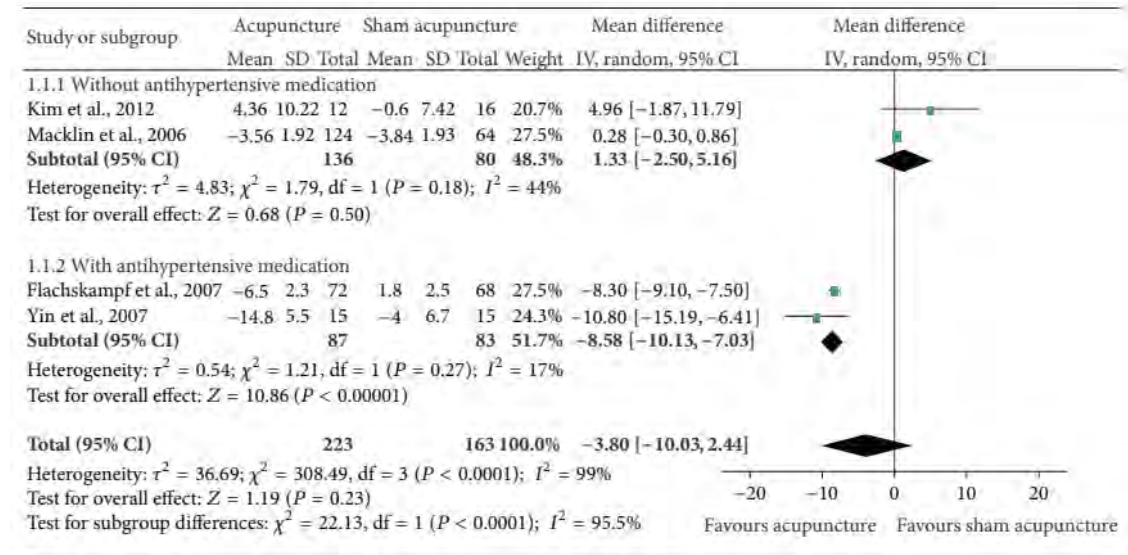 Study or subgroup Acupuncture Sham acupuncture Mean difference Mean difference
Mean SD Total Mean SD Total Weight IV, random, 95% CI IV, random, 95% CI
1.1.1 Without antihypertensive medication
Kim et al., 2012 4.36 10.22 12 −0.6 7.42 16 20.7% 4.96 [−1.87, 11.79]
Macklin et al., 2006 −3.56 1.92 124 −3.84 1.93 64 27.5% 0.28 [−0.30, 0.86]
Subtotal (95% CI) 136 80 48.3% 1.33 [−2.50, 5.16]
Heterogeneity: τ² = 4.83; χ² = 1.79, df = 1 (P = 0.18); I² = 44%
Test for overall effect: Z = 0.68 (P = 0.50)
1.1.2 With antihypertensive medication
Flachskampf et al., 2007 −6.5 2.3 72 1.8 2.5 68 27.5% −8.30 [−9.10, −7.50]
Yin et al., 2007 −14.8 5.5 15 −4 6.7 15 24.3% −10.80 [−15.19, −6.41]
Subtotal (95% CI) 87 83 51.7% −8.58 [−10.13, −7.03]
Heterogeneity: τ² = 0.54; χ² = 1.21, df = 1 (P = 0.27); I² = 17%
Test for overall effect: Z = 10.86 (P < 0.00001)
Total (95% CI) 223 163 100.0% −3.80 [−10.03, 2.44]
Heterogeneity: τ² = 36.69; χ² = 308.49, df = 3 (P < 0.0001); I² = 99%
Test for overall effect: Z = 1.19 (P = 0.23)
Test for subgroup differences: χ² = 22.13, df = 1 (P < 0.0001); I² = 95.5%
−20 −10 0 10 20
Favours acupuncture Favours sham acupuncture